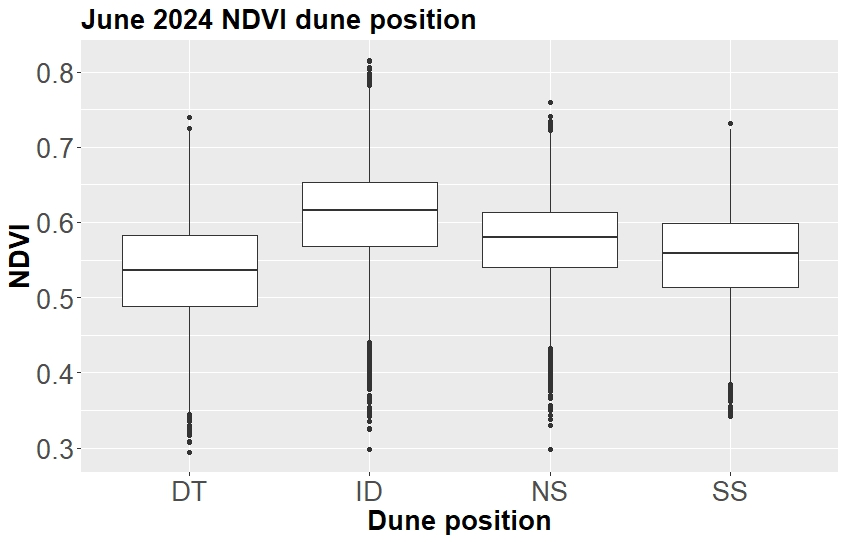 June 2024 NDVI dune position
NDVI
0.8
0.7
0.6
0.5
0.4
0.3
DT ID NS SS
Dune position